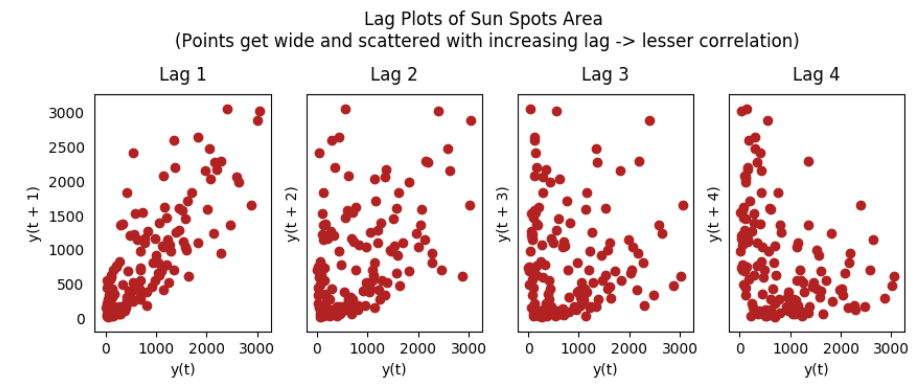 Lag Plots of Sun Spots Area
(Points get wide and scattered with increasing lag -> lesser correlation)
Lag 1
Lag 2
Lag 3
Lag 4
y(t + 1)
3000
2500
2000
1500
1000
500
0
y(t + 2)
y(t + 3)
y(t + 4)
0 1000 2000 3000
0 1000 2000 3000
0 1000 2000 3000
0 1000 2000 3000
y(t)
y(t)
y(t)
y(t)